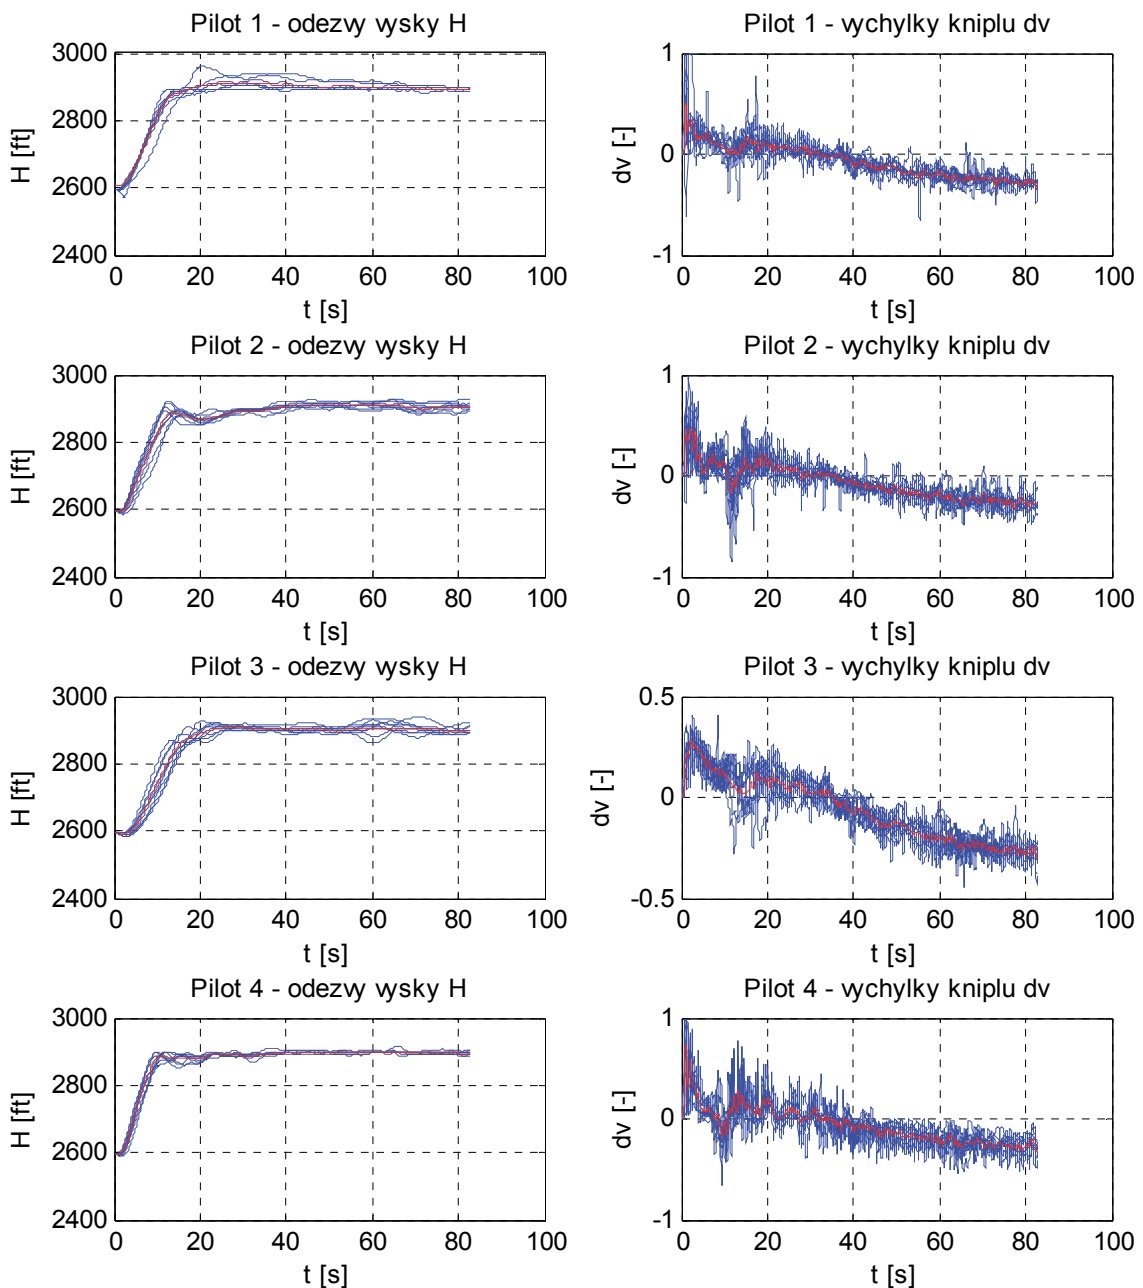 Pilot 1 - odezvy vysky H
3000
2800
2600
2400
H [ft]
0 20 40 60 80 100
t [s]
Pilot 1 - vychylky kniplu dv
1
0
-1
dv [-]
0 20 40 60 80 100
t [s]
Pilot 2 - odezvy vysky H
3000
2800
2600
2400
H [ft]
0 20 40 60 80 100
t [s]
Pilot 2 - vychylky kniplu dv
1
0
-1
dv [-]
0 20 40 60 80 100
t [s]
Pilot 3 - odezvy vysky H
3000
2800
2600
2400
H [ft]
0 20 40 60 80 100
t [s]
Pilot 3 - vychylky kniplu dv
0.5
0
-0.5
dv [-]
0 20 40 60 80 100
t [s]
Pilot 4 - odezvy vysky H
3000
2800
2600
2400
H [ft]
0 20 40 60 80 100
t [s]
Pilot 4 - vychylky kniplu dv
1
0
-1
dv [-]
0 20 40 60 80 100
t [s]